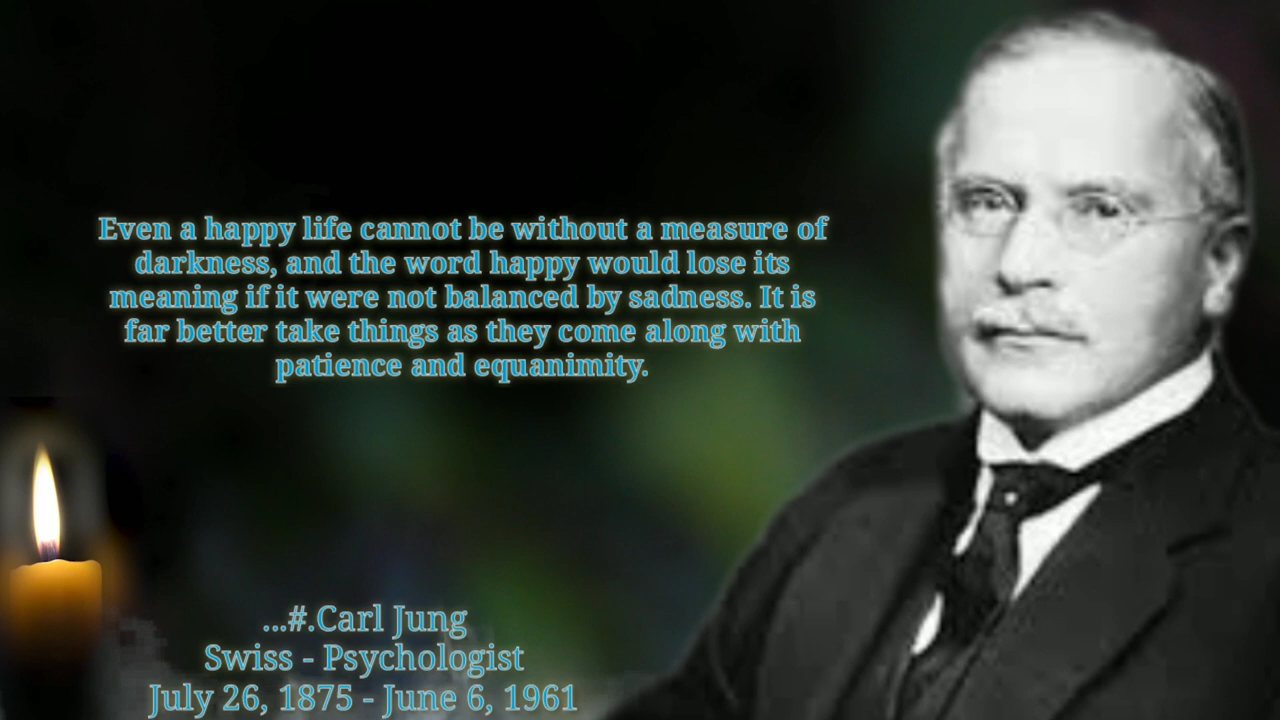 Even a happy life cannot be without a measure of
darkness, and the word happy would lose its
meaning if it were not balanced by sadness. It is
far better take things as they come along with
patience and equanimity.
...#.Carl Jung
Swiss - Psychologist
July 26, 1875 - June 6, 1961